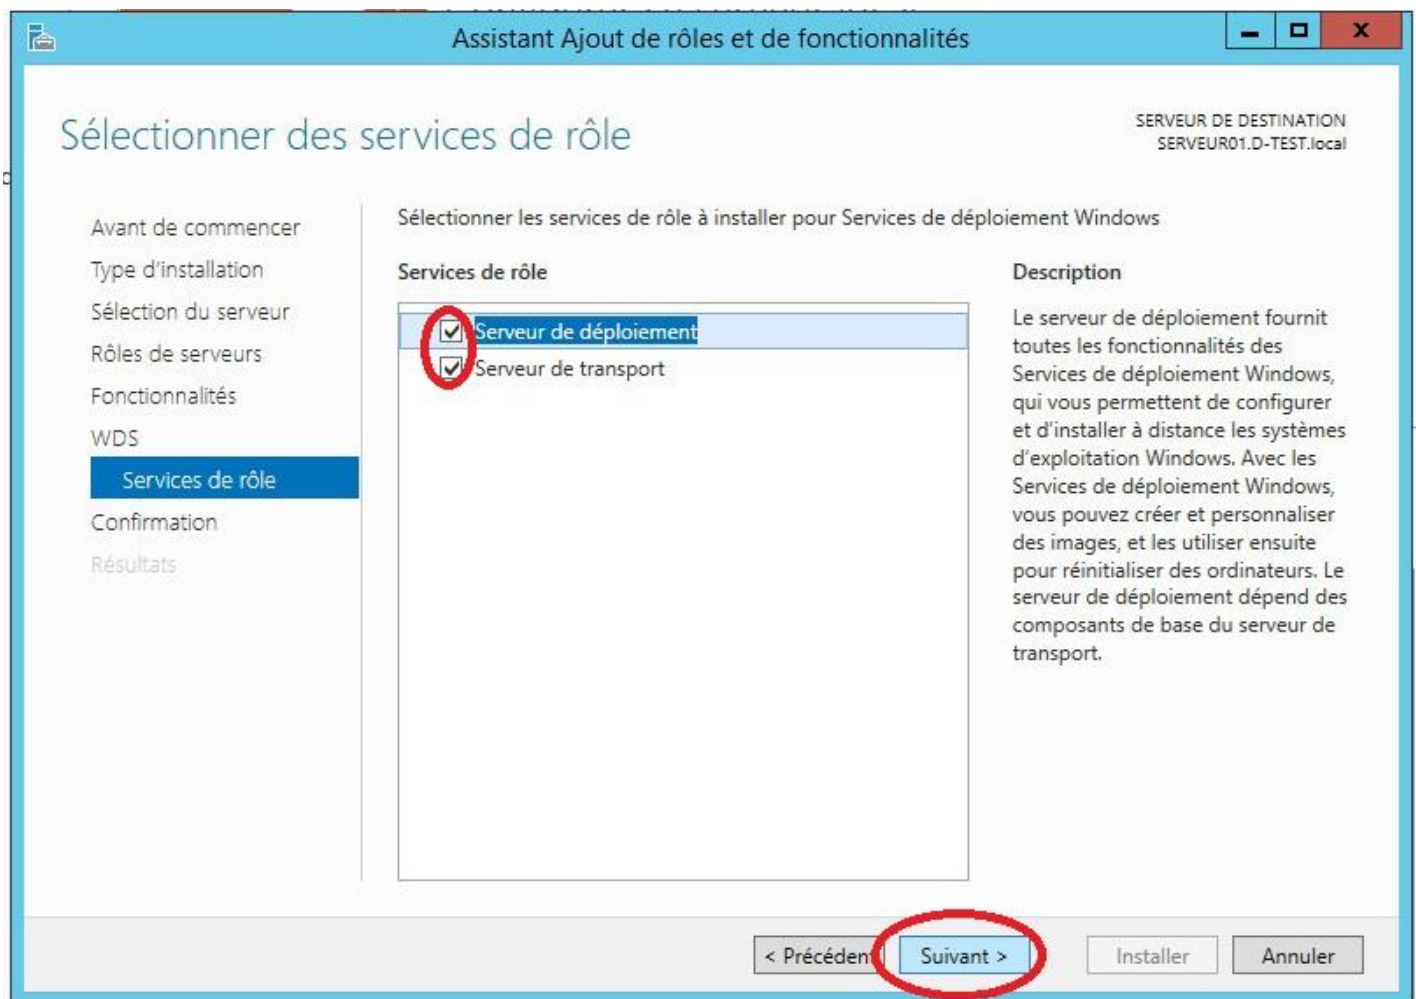 Assistant Ajout de rôles et de fonctionnalités
Sélectionner des services de rôle
SERVEUR DE DESTINATION
SERVEUR01.D-TEST.local
Avant de commencer
Type d'installation
Sélection du serveur
Rôles de serveurs
Fonctionnalités
WDS
Services de rôle
Confirmation
Résultats
Sélectionner les services de rôle à installer pour Services de déploiement Windows
Services de rôle
Serveur de déploiement
Serveur de transport
Description
Le serveur de déploiement fournit
toutes les fonctionnalités des
Services de déploiement Windows,
qui vous permettent de configurer
et d'installer à distance les systèmes
d'exploitation Windows. Avec les
Services de déploiement Windows,
vous pouvez créer et personnaliser
des images, et les utiliser ensuite
pour réinitialiser des ordinateurs. Le
serveur de déploiement dépend des
composants de base du serveur de
transport.
< Précédent
Suivant >
Installer
Annuler